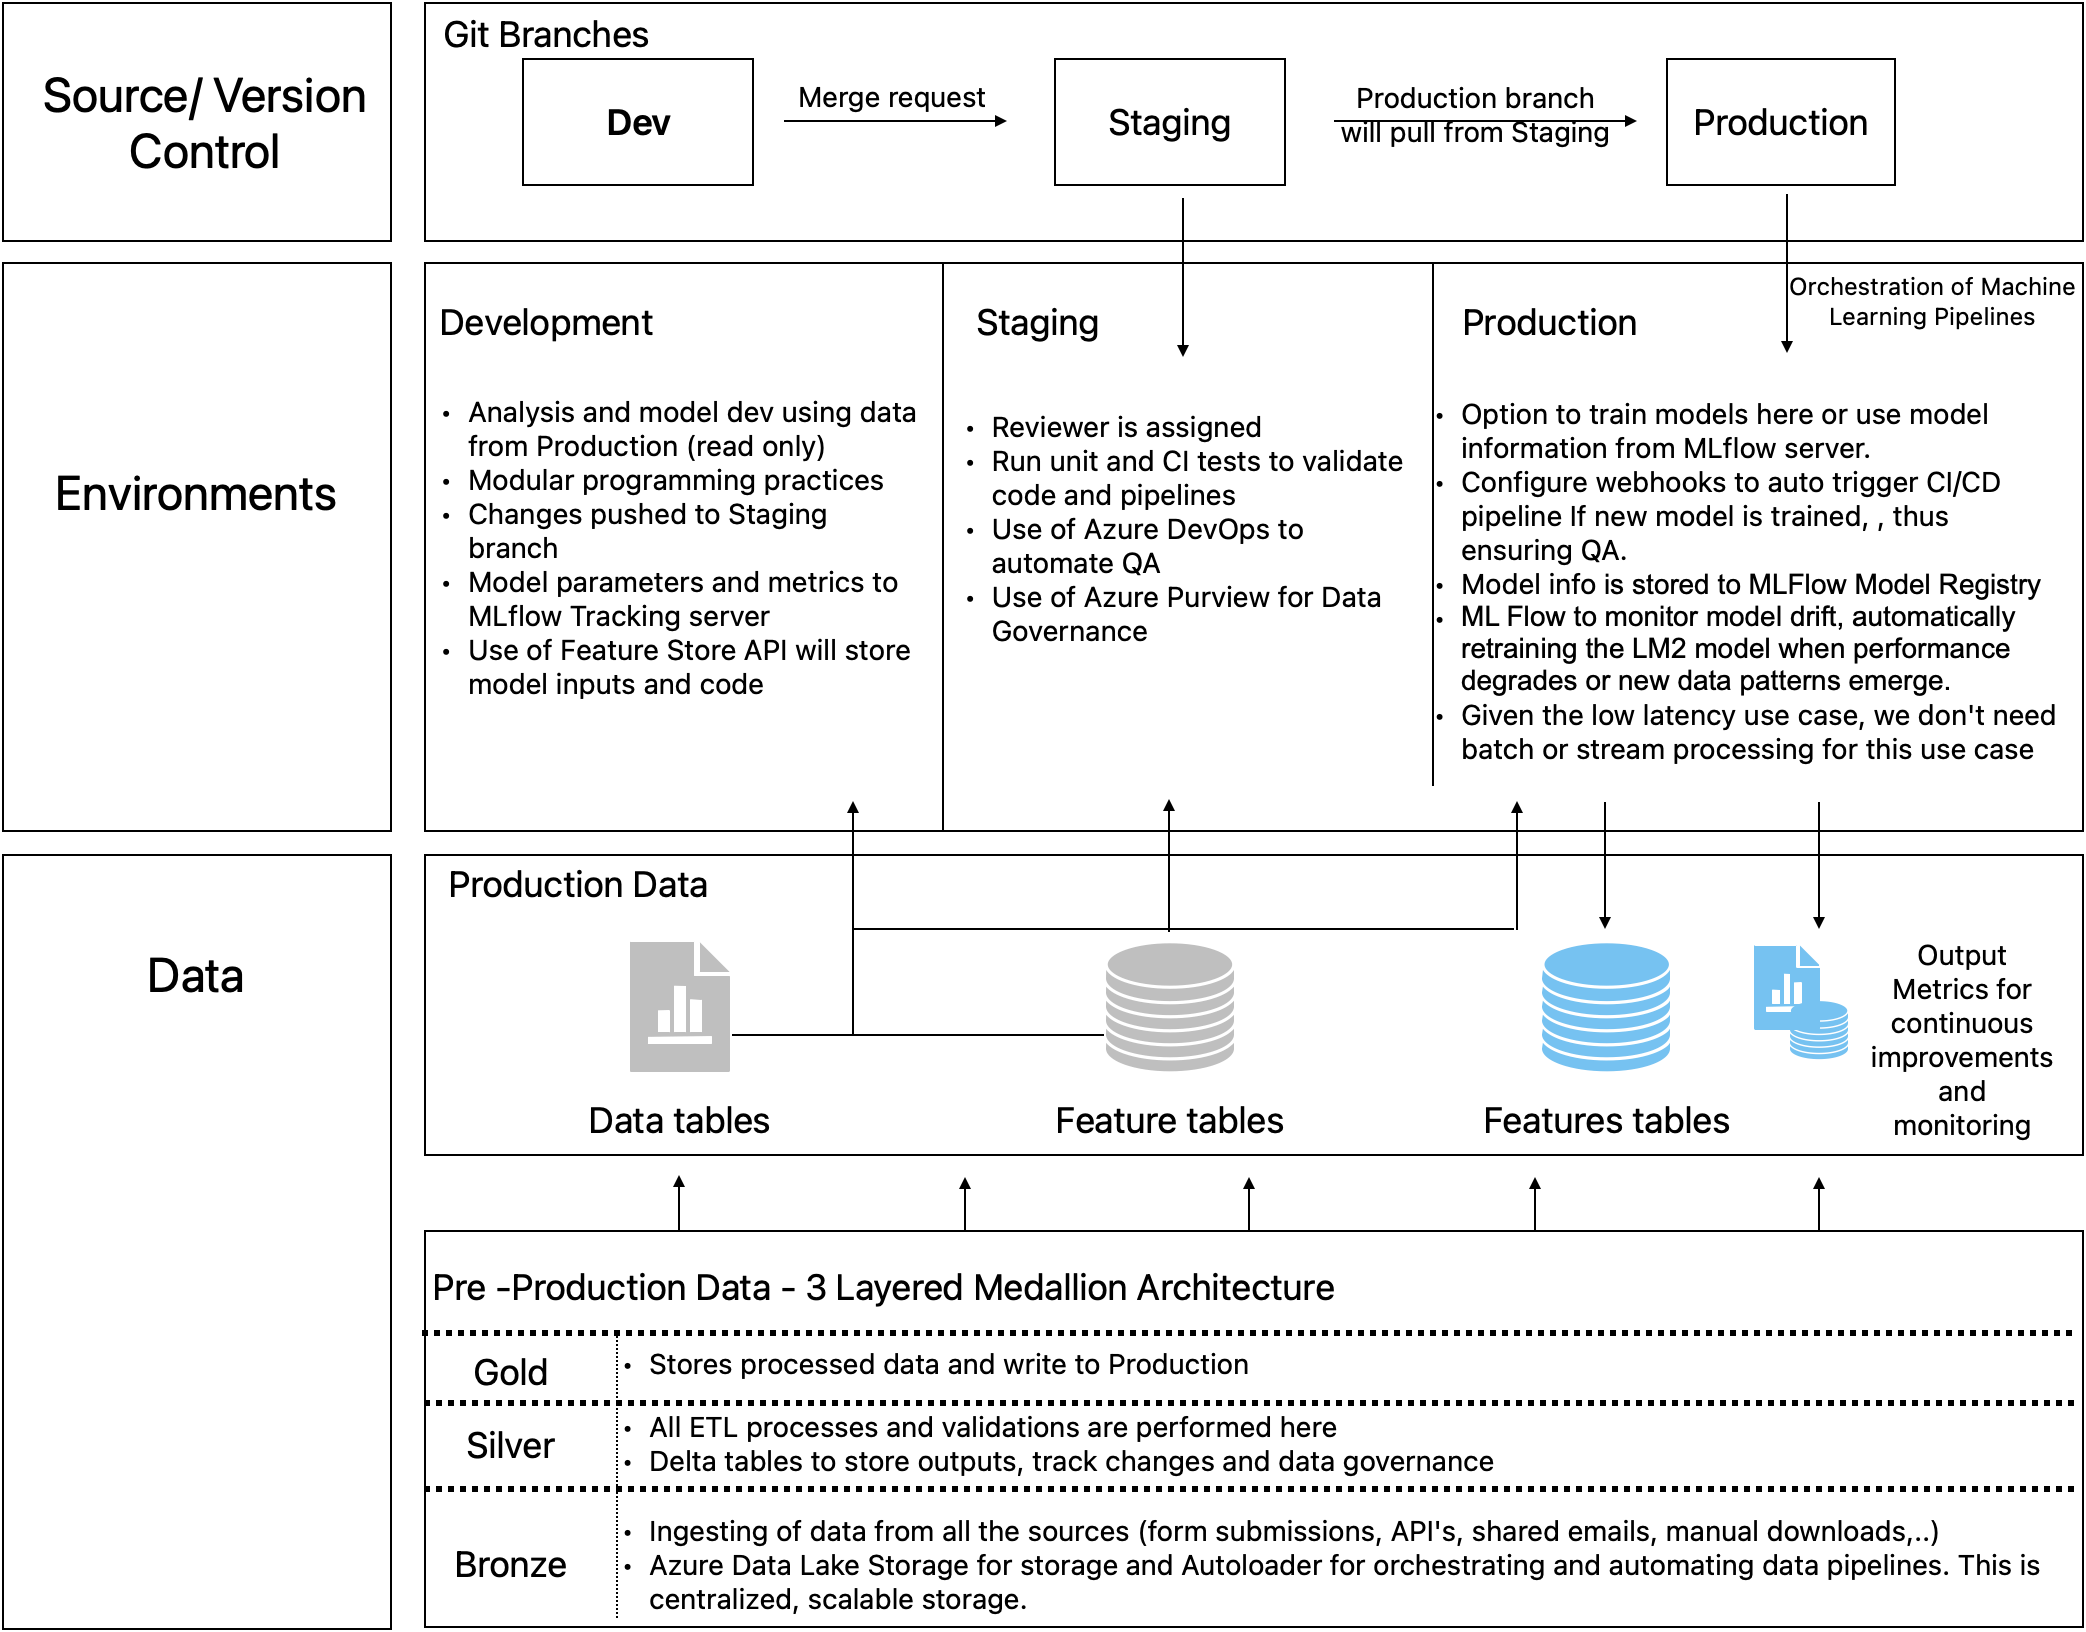 Source/ Version
Control
Git Branches
Dev
Merge request
Staging
Production branch
will pull from Staging
Production
Environments
Development
• Analysis and model dev using data
from Production (read only)
• Modular programming practices
• Changes pushed to Staging
branch
• Model parameters and metrics to
MLflow Tracking server
• Use of Feature Store API will store
model inputs and code
Staging
• Reviewer is assigned
• Run unit and CI tests to validate
code and pipelines
• Use of Azure DevOps to
automate QA
• Use of Azure Purview for Data
Governance
Production
Orchestration of Machine
Learning Pipelines
• Option to train models here or use model
information from MLflow server.
• Configure webhooks to auto trigger CI/CD
pipeline If new model is trained, , thus
ensuring QA.
• Model info is stored to MLFlow Model Registry
• ML Flow to monitor model drift, automatically
retraining the LM2 model when performance
degrades or new data patterns emerge.
• Given the low latency use case, we don't need
batch or stream processing for this use case
Data
Production Data
Data tables
Feature tables
Features tables
Output
Metrics for
continuous
improvements
and
monitoring
Pre -Production Data - 3 Layered Medallion Architecture
Gold
• Stores processed data and write to Production
Silver
• All ETL processes and validations are performed here
• Delta tables to store outputs, track changes and data governance
Bronze
• Ingesting of data from all the sources (form submissions, API's, shared emails, manual downloads,..)
• Azure Data Lake Storage for storage and Autoloader for orchestrating and automating data pipelines. This is
centralized, scalable storage.